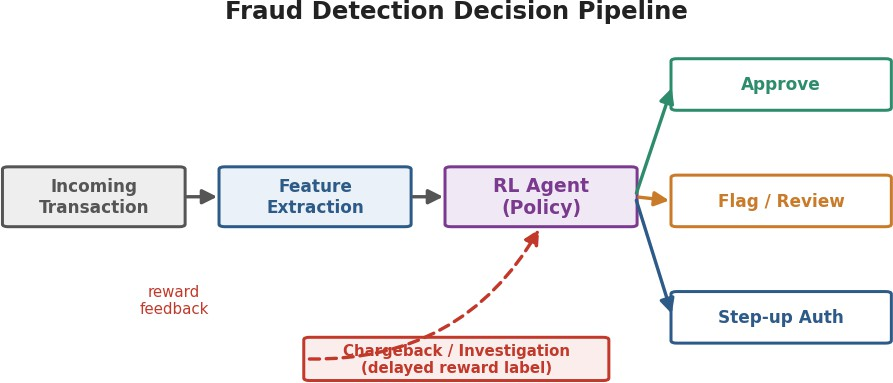 Fraud Detection Decision Pipeline
Approve
Incoming
Transaction
Feature
Extraction
RL Agent
(Policy)
Flag / Review
Step-up Auth
reward
feedback
Chargeback / Investigation
(delayed reward label)